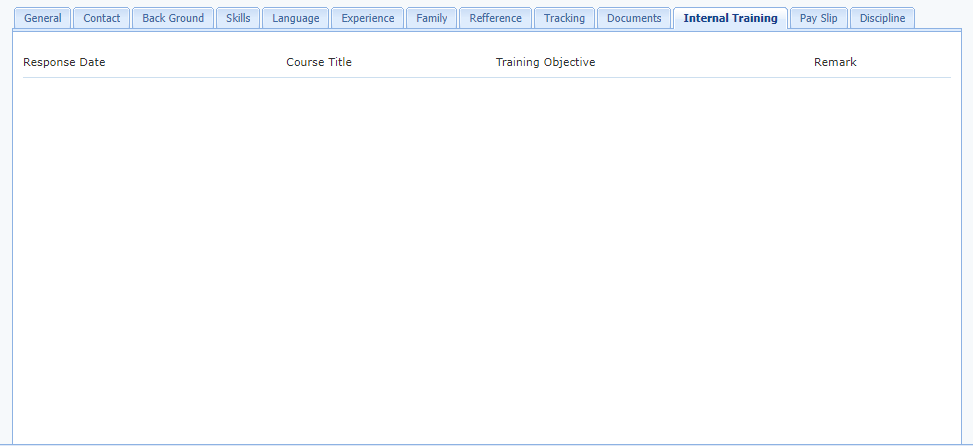 General Contact Back Ground Skills Language Experience Family Refference Tracking Documents Internal Training Pay Slip Discipline
Response Date Course Title Training Objective Remark